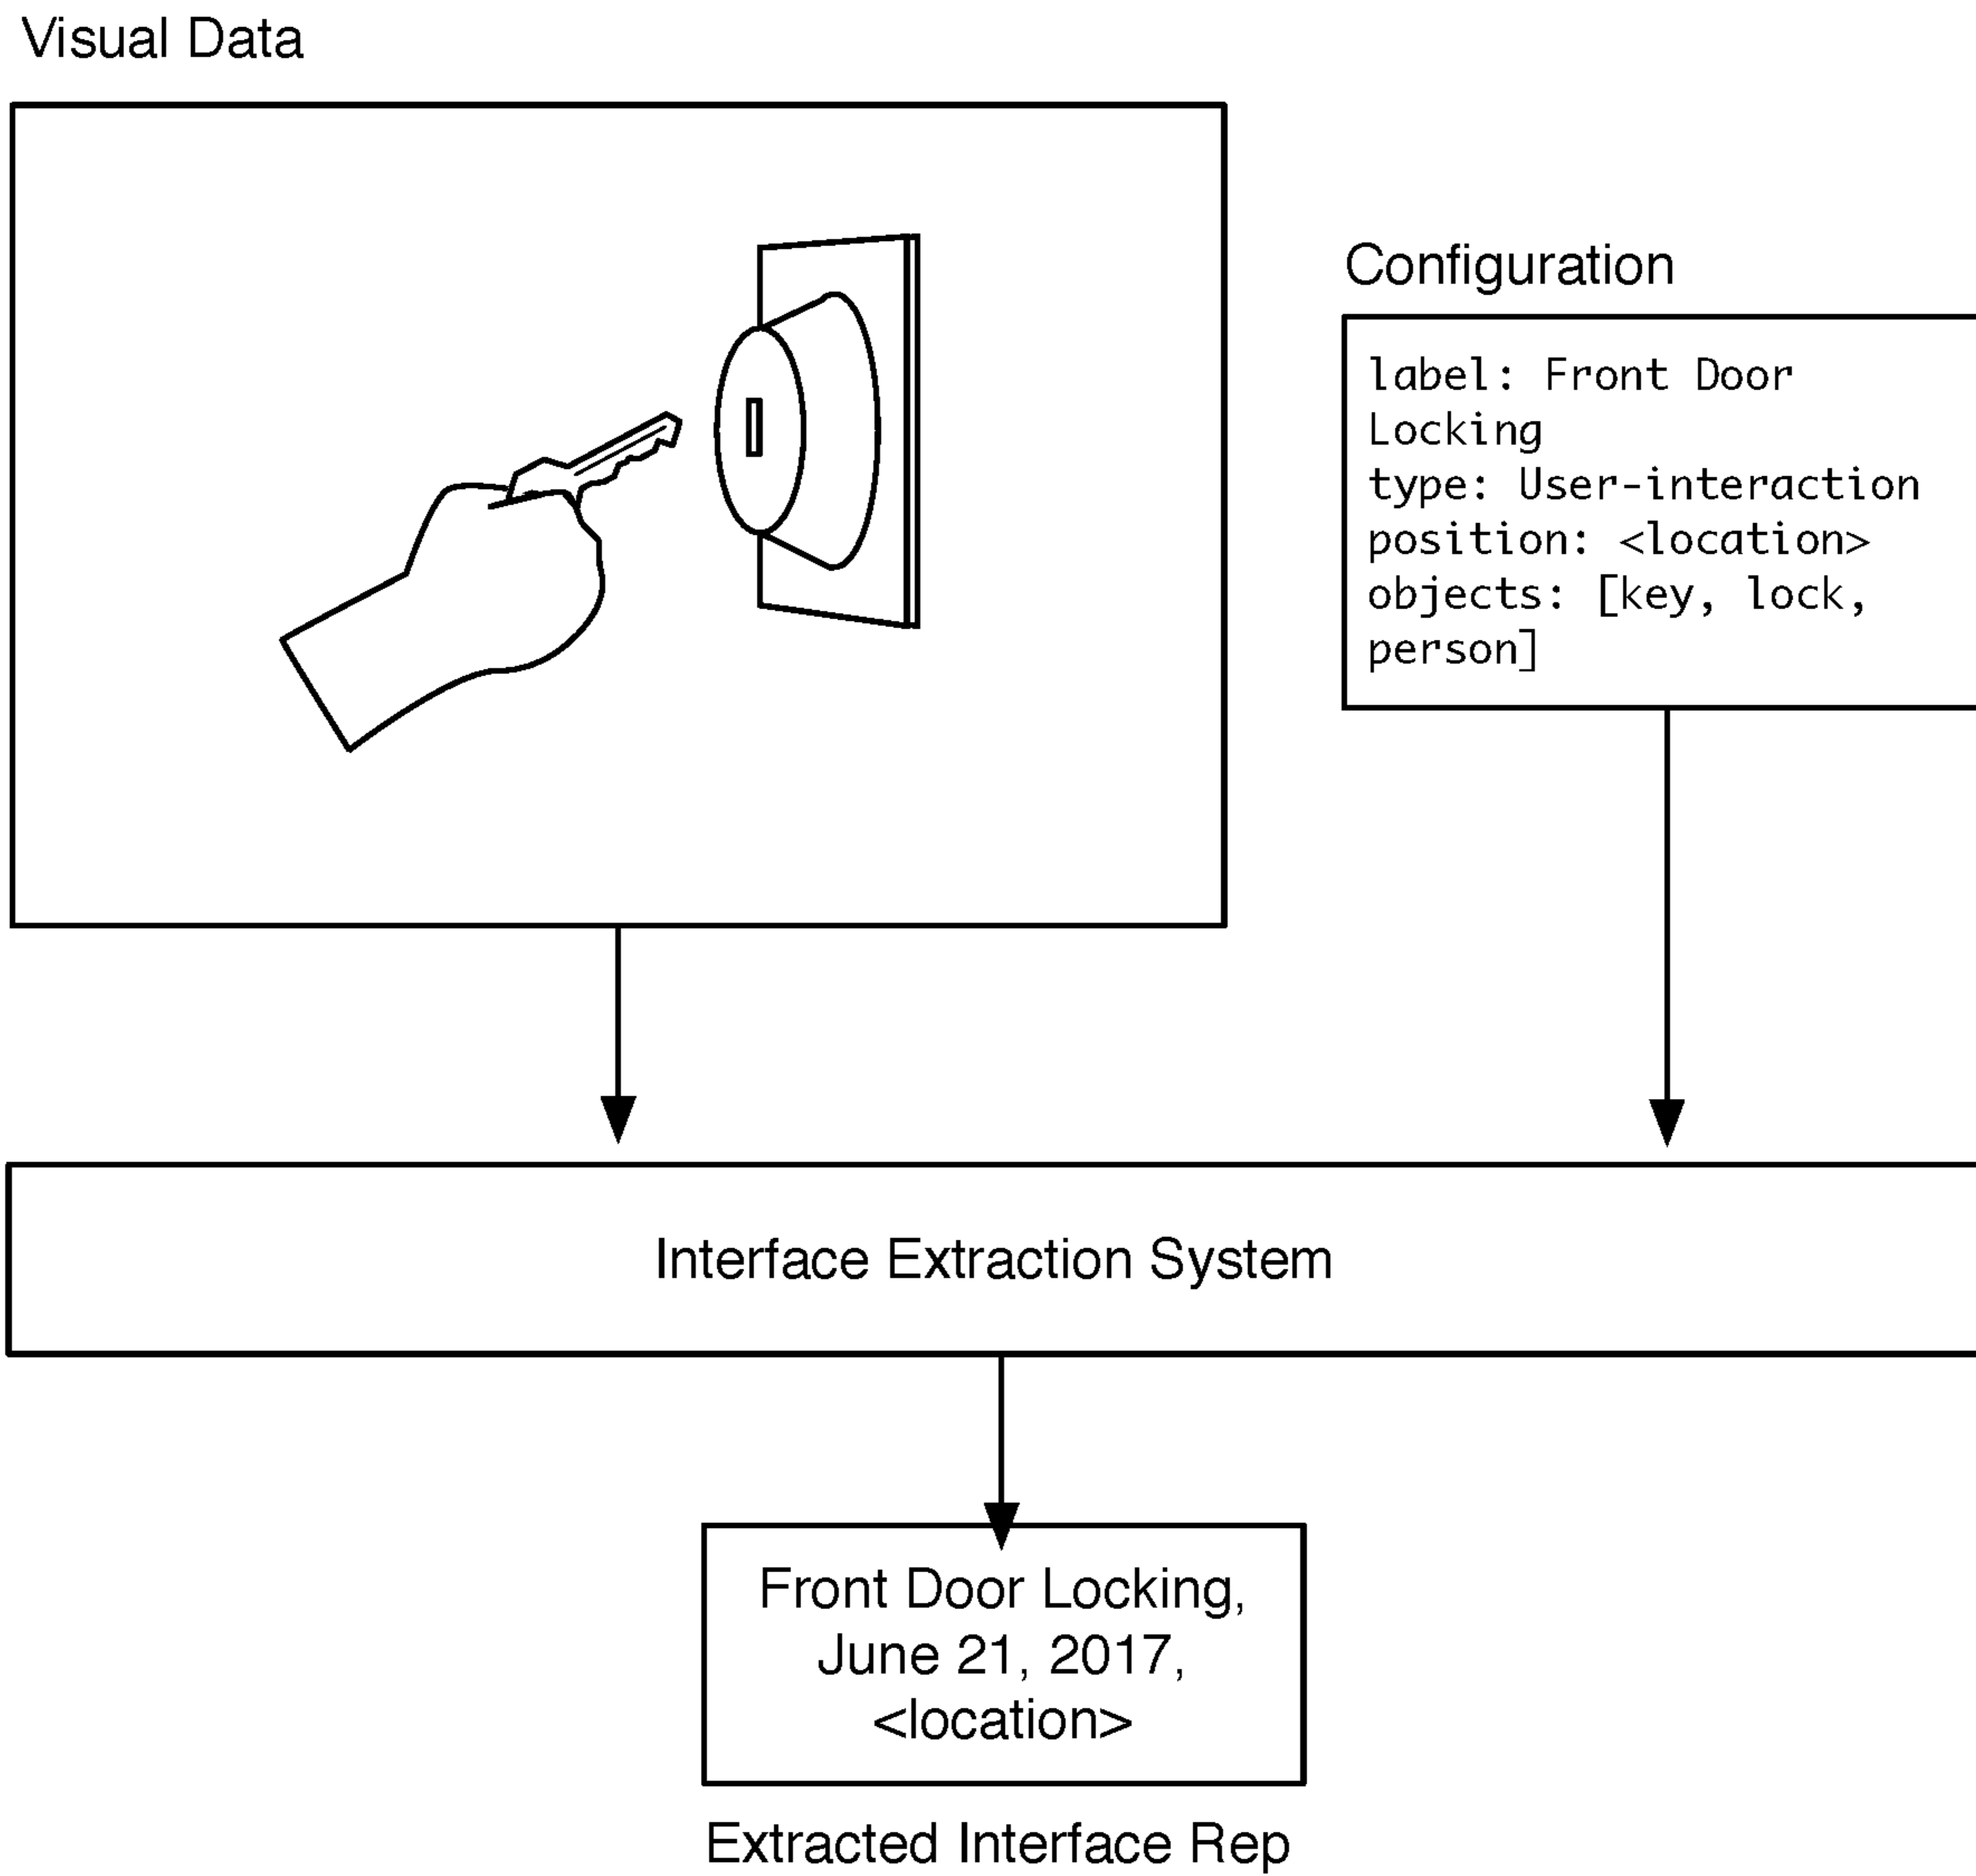 Visual Data
Configuration
label: Front Door
Locking
type: User-interaction
position: <location>
objects: [key, lock,
person]
Interface Extraction System
Front Door Locking,
June 21, 2017,
<location>
Extracted Interface Rep